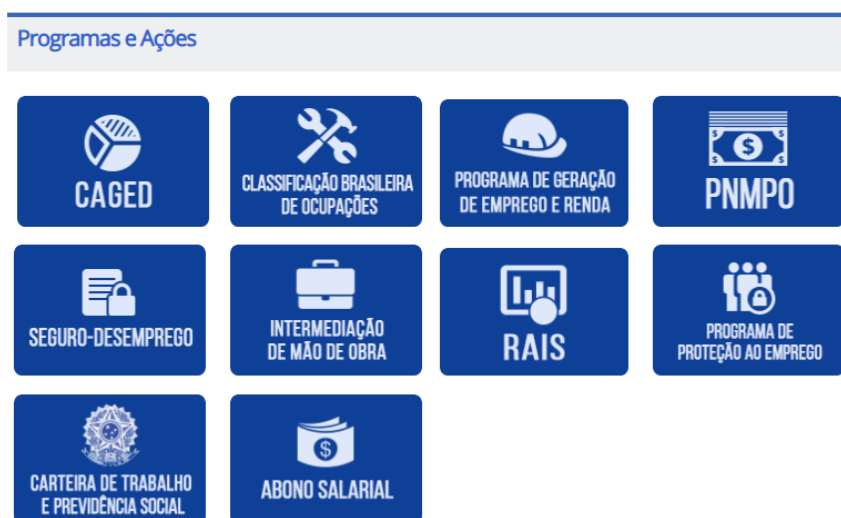 Programas e Ações
CAGED
CLASSIFICAÇÃO BRASILEIRA
DE OCUPAÇÕES
PROGRAMA DE GERAÇÃO
DE EMPREGO E RENDA
PNMPO
SEGURO-DESEMPREGO
INTERMEDIAÇÃO
DE MÃO DE OBRA
RAIS
PROGRAMA DE
PROTEÇÃO AO EMPREGO
CARTEIRA DE TRABALHO
E PREVIDÊNCIA SOCIAL
ABONO SALARIAL